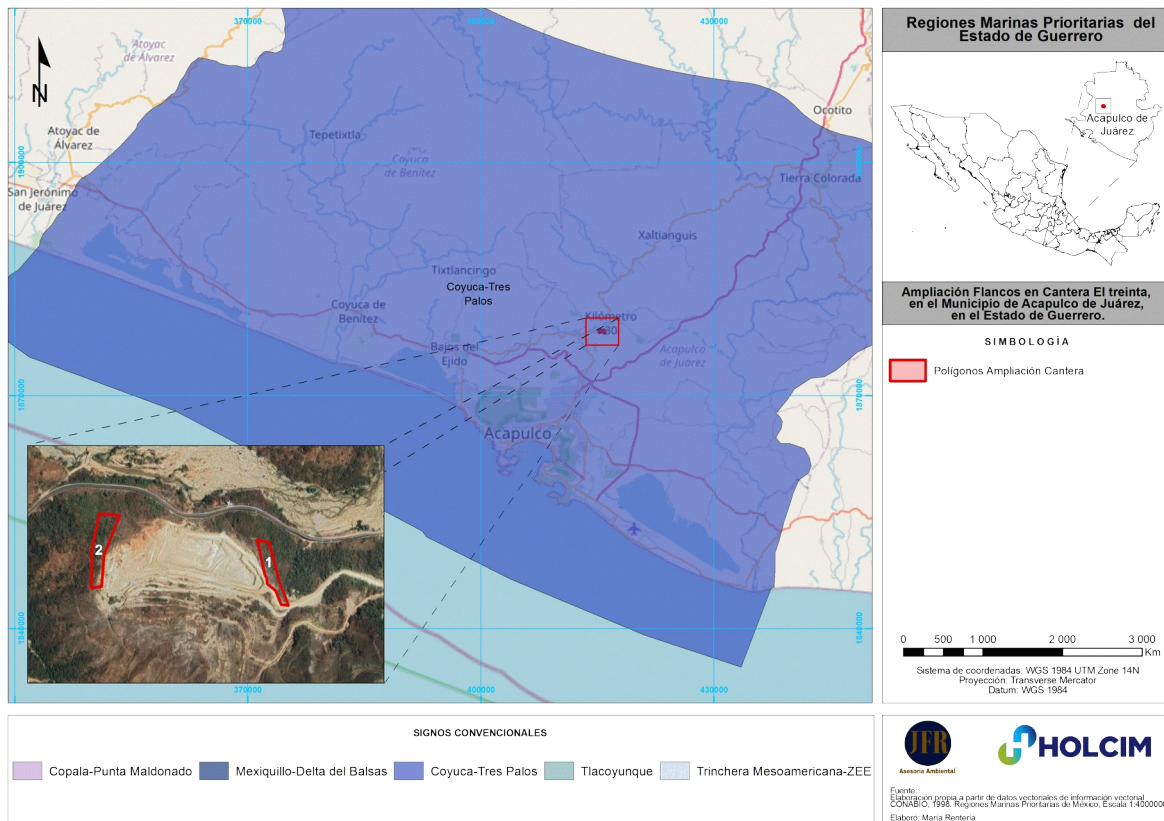 370000
400000
430000
Atoyac
de Álvarez
N
Ocotito
Atoyac de
Álvarez
Tepetixtla
1900000
Coyuca
de Benítez
Tierra Colorada
San Jerónimo
de Juárez
Xaltianguis
Tixtlancingo
Coyuca-Tres
Palos
Coyuca de
Benítez
Kilómetro
30
Bajos del
Ejido
Acapulco
de Juárez
1870000
1870000
Acapulco
2
1
1840000
1840000
370000
400000
430000
Regiones Marinas Prioritarias del
Estado de Guerrero
Acapulco de
Juárez
Ampliación Flancos en Cantera El treinta,
en el Municipio de Acapulco de Juárez,
en el Estado de Guerrero.
SIMBOLOGÍA
Polígonos Ampliación Cantera
0 500 1 000 2 000 3 000
Km
Sistema de coordenadas. WGS 1984 UTM Zone 14N
Proyección: Transverse Mercator
Datum: WGS 1984
SIGNOS CONVENCIONALES
Copala-Punta Maldonado Mexiquillo-Delta del Balsas Coyuca-Tres Palos Tlacoyunque Trinchera Mesoamericana-ZEE
JFR
Asesoría Ambiental
HOLCIM
Fuente:
Elaboración propia a partir de datos vectoriales de información vectorial
CONABIO, 1998. Regiones Marinas Prioritarias de México, Escala 1:4000000
Elaboró: María Rentería